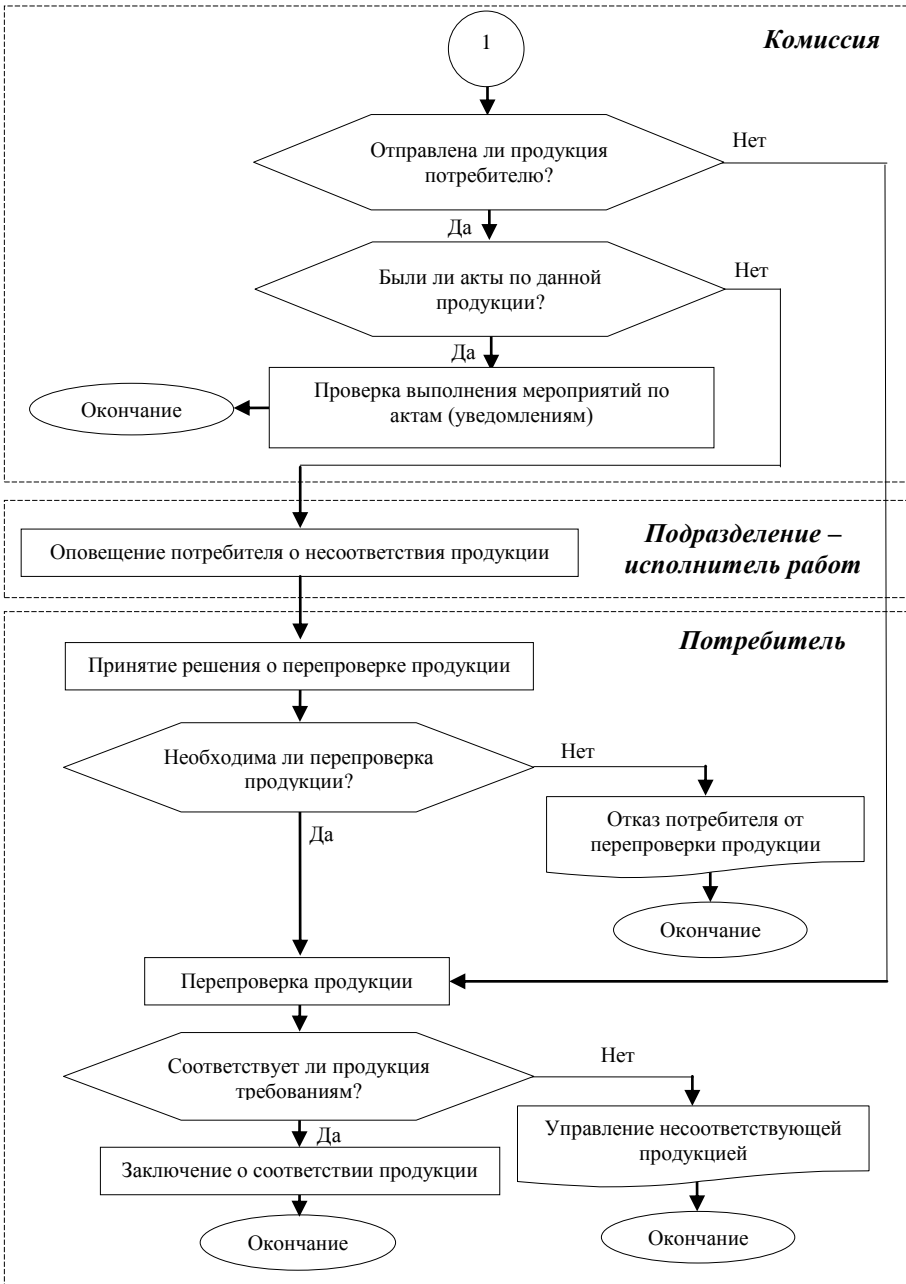 1
Комиссия
Отправлена ли продукция
потребителю?
Нет
Да
Были ли акты по данной
продукции?
Нет
Да
Проверка выполнения мероприятий по
актам (уведомлениям)
Окончание
Подразделение –
исполнитель работ
Оповещение потребителя о несоответствия продукции
Потребитель
Принятие решения о перепроверке продукции
Необходима ли перепроверка
продукции?
Нет
Да
Отказ потребителя от
перепроверки продукции
Окончание
Перепроверка продукции
Соответствует ли продукция
требованиям?
Нет
Да
Управление несоответствующей
продукцией
Заключение о соответствии продукции
Окончание
Окончание